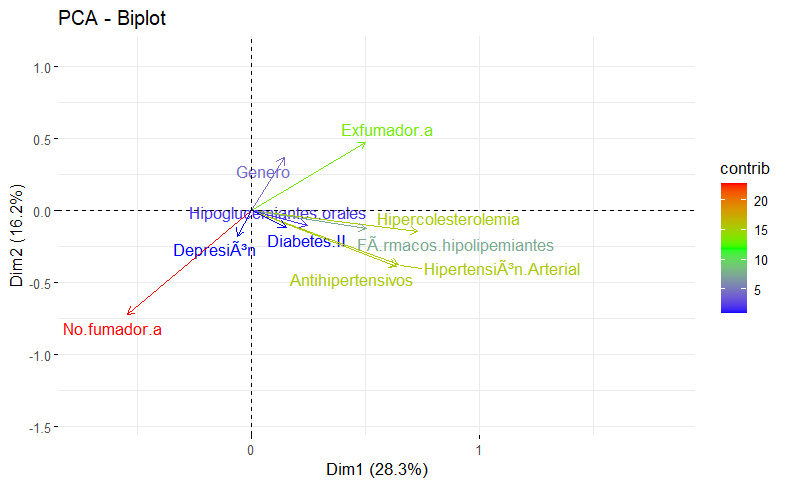 PCA - Biplot
1.0
0.5
0.0
-0.5
-1.0
-1.5
Dim2 (16.2%)
Exfumador.a
Genero
Hipoglucemiantes.orales
Hipercolesterolemia
DepresiÃ³n
Diabetes.II
FÃ.rmacos.hipolipemiantes
Antihipertensivos
HipertensiÃ³n.Arterial
No.fumador.a
0
1
Dim1 (28.3%)
contrib
20
15
10
5